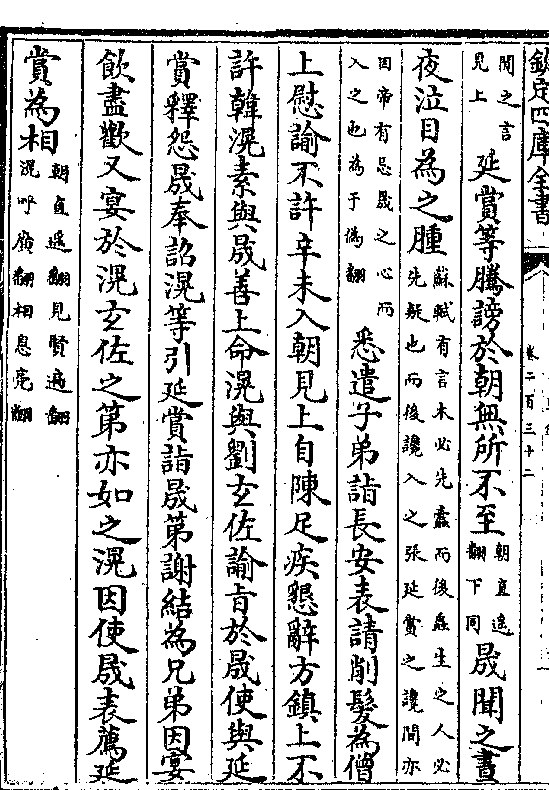 欽定四庫全書 卷二百三十二
間之言見上延賞等騰謗於朝無所不至朝直遙翻下同晟聞之晝
夜泣目為之腫蘇軾有言木必先蠹而後蟲生之人必先疑也而後讒入之張延賞之讒間亦
因帝有忌晟之心而入之也為于偽翻悉遣子弟詣長安表請削髮為僧
上慰諭不許辛未入朝見上自陳足疾懇辭方鎮上不
許韓滉素與晟善上命滉與劉玄佐諭旨於晟使與延
賞釋怨晟奉詔滉等引延賞詣晟第謝結為兄弟因宴
飲盡歡又宴於滉玄佐之第亦如之滉因使晟表薦延
賞為相朝直遙翻見賢遍翻滉呼廣翻相息亮翻